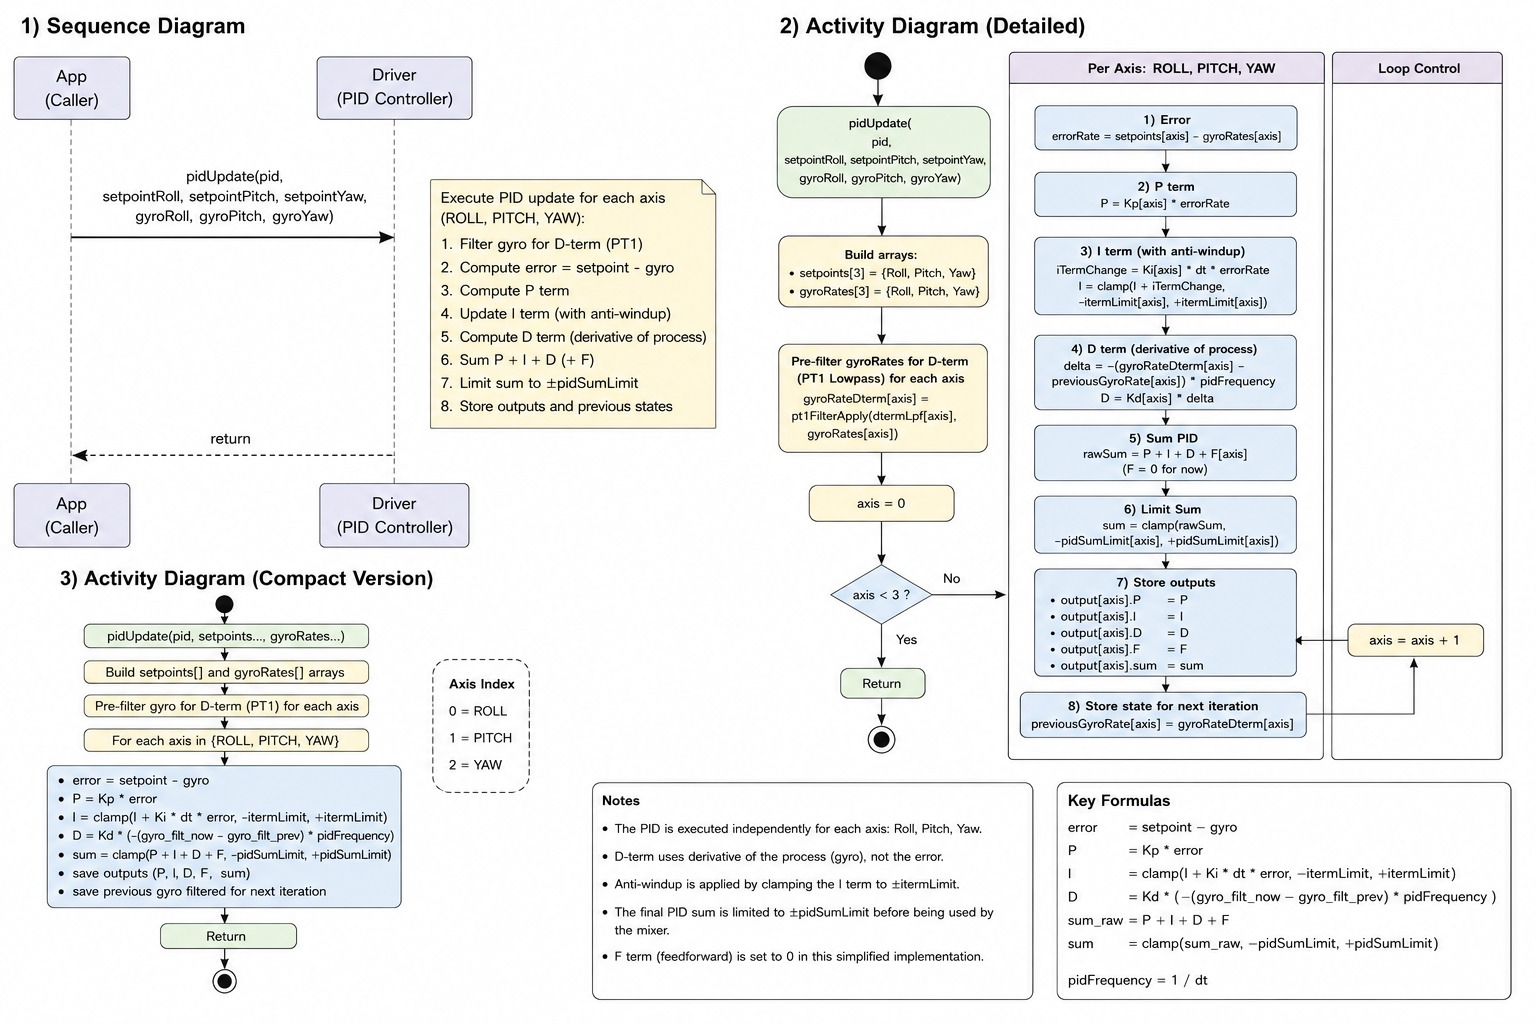 1) Sequence Diagram
App
(Caller)
Driver
(PID Controller)
pidUpdate(pid,
setpointRoll, setpointPitch, setpointYaw,
gyroRoll, gyroPitch, gyroYaw)
Execute PID update for each axis
(ROLL, PITCH, YAW):
1. Filter gyro for D-term (PT1)
2. Compute error = setpoint - gyro
3. Compute P term
4. Update I term (with anti-windup)
5. Compute D term (derivative of process)
6. Sum P + I + D (+ F)
7. Limit sum to ±pidSumLimit
8. Store outputs and previous states
return
App
(Caller)
Driver
(PID Controller)
2) Activity Diagram (Detailed)
pidUpdate(
pid,
setpointRoll, setpointPitch, setpointYaw,
gyroRoll, gyroPitch, gyroYaw)
Build arrays:
• setpoints[3] = {Roll, Pitch, Yaw}
• gyroRates[3] = {Roll, Pitch, Yaw}
Pre-filter gyroRates for D-term
(PT1 Lowpass) for each axis
gyroRateDterm[axis] =
pt1FilterApply(dtermLpf[axis],
gyroRates[axis])
axis = 0
axis < 3 ?
No
Yes
Return
Per Axis: ROLL, PITCH, YAW
1) Error
errorRate = setpoints[axis] – gyroRates[axis]
2) P term
P = Kp[axis] * errorRate
3) I term (with anti-windup)
iTermChange = Ki[axis] * dt * errorRate
I = clamp(I + iTermChange,
–itermLimit[axis], +itermLimit[axis])
4) D term (derivative of process)
delta = –(gyroRateDterm[axis] –
previousGyroRate[axis]) * pidFrequency
D = Kd[axis] * delta
5) Sum PID
rawSum = P + I + D + F[axis]
(F = 0 for now)
6) Limit Sum
sum = clamp(rawSum,
–pidSumLimit[axis], +pidSumLimit[axis])
7) Store outputs
• output[axis].P = P
• output[axis].I = I
• output[axis].D = D
• output[axis].F = F
• output[axis].sum = sum
8) Store state for next iteration
previousGyroRate[axis] = gyroRateDterm[axis]
Loop Control
axis = axis + 1
3) Activity Diagram (Compact Version)
pidUpdate(pid, setpoints..., gyroRates...)
Build setpoints[] and gyroRates[] arrays
Pre-filter gyro for D-term (PT1) for each axis
For each axis in {ROLL, PITCH, YAW}
• error = setpoint - gyro
• P = Kp * error
• I = clamp(I + Ki * dt * error, -itermLimit, +itermLimit)
• D = Kd * (-(gyro_filt_now – gyro_filt_prev) * pidFrequency)
• sum = clamp(P + I + D + F, -pidSumLimit, +pidSumLimit)
• save outputs (P, I, D, F, sum)
• save previous gyro filtered for next iteration
Return
Axis Index
0 = ROLL
1 = PITCH
2 = YAW
Notes
• The PID is executed independently for each axis: Roll, Pitch, Yaw.
• D-term uses derivative of the process (gyro), not the error.
• Anti-windup is applied by clamping the I term to ±itermLimit.
• The final PID sum is limited to ±pidSumLimit before being used by
the mixer.
• F term (feedforward) is set to 0 in this simplified implementation.
Key Formulas
error = setpoint – gyro
P = Kp * error
I = clamp(I + Ki * dt * error, –itermLimit, +itermLimit)
D = Kd * ( –(gyro_filt_now – gyro_filt_prev) * pidFrequency )
sum_raw = P + I + D + F
sum = clamp(sum_raw, –pidSumLimit, +pidSumLimit)
pidFrequency = 1 / dt